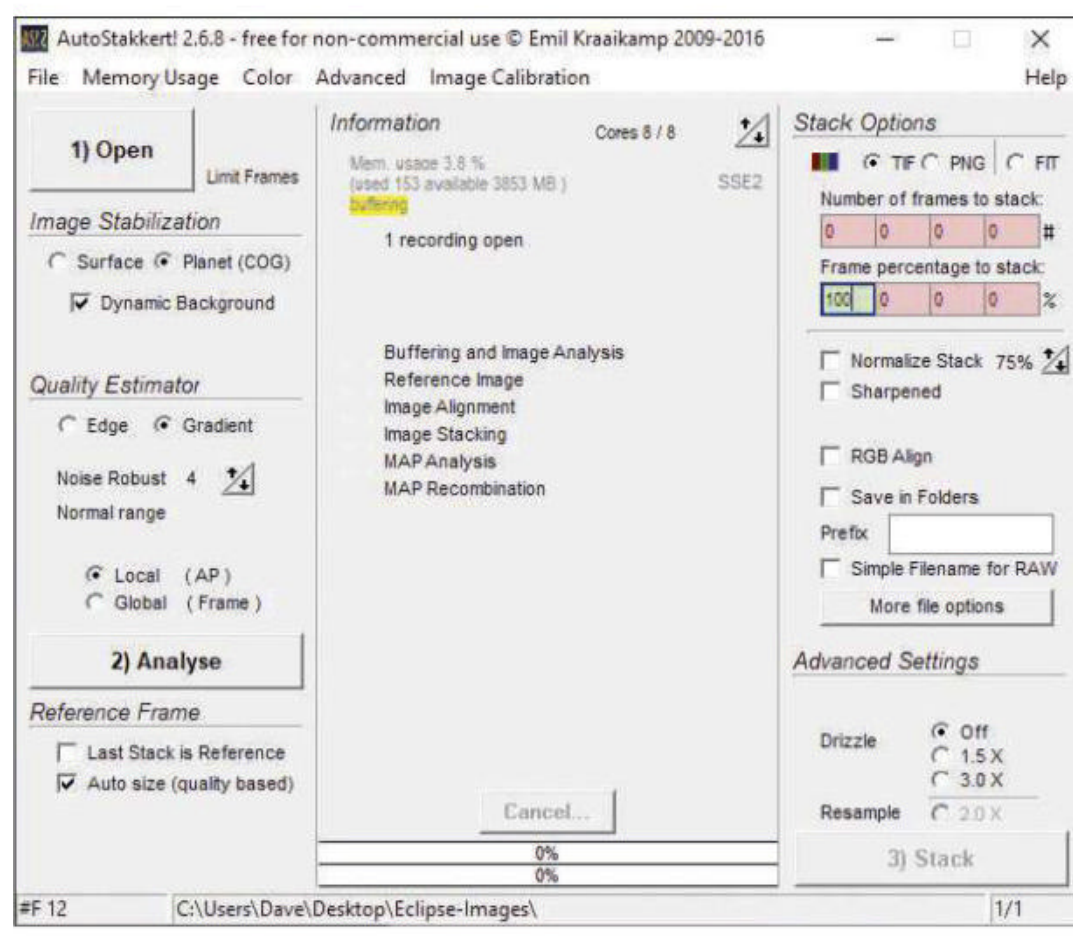 AS!2 AutoStakkert! 2.6.8 - free for non-commercial use © Emil Kraaikamp 2009-2016
File Memory Usage Color Advanced Image Calibration Help
1) Open
Limit Frames
Image Stabilization
Surface Planet (COG)
Dynamic Background
Quality Estimator
Edge Gradient
Noise Robust 4
Normal range
Local (AP)
Global (Frame)
2) Analyse
Reference Frame
Last Stack is Reference
Auto size (quality based)
Information Cores 8 / 8
Mem. usage 3.8 %
(used 153 available 3853 MB) SSE2
buffering
1 recording open
Buffering and Image Analysis
Reference Image
Image Alignment
Image Stacking
MAP Analysis
MAP Recombination
Cancel...
0%
0%
Stack Options
TIF PNG FIT
Number of frames to stack:
0 0 0 0 #
Frame percentage to stack:
100 0 0 0 %
Normalize Stack 75%
Sharpened
RGB Align
Save in Folders
Prefix
Simple Filename for RAW
More file options
Advanced Settings
Drizzle Off
1.5 X
3.0 X
Resample 2.0 X
3) Stack
#F 12 C:\Users\Dave\Desktop\Eclipse-Images\ 1/1